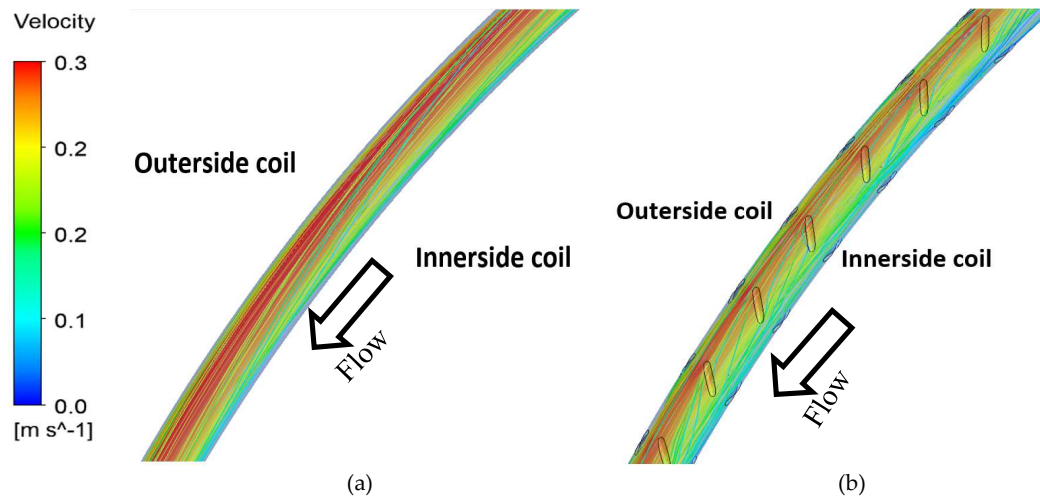 Velocity
0.3
0.2
0.2
0.1
0.0
[m s^-1]
Outerside coil
Innerside coil
Flow
(a)
Outerside coil
Innerside coil
Flow
(b)